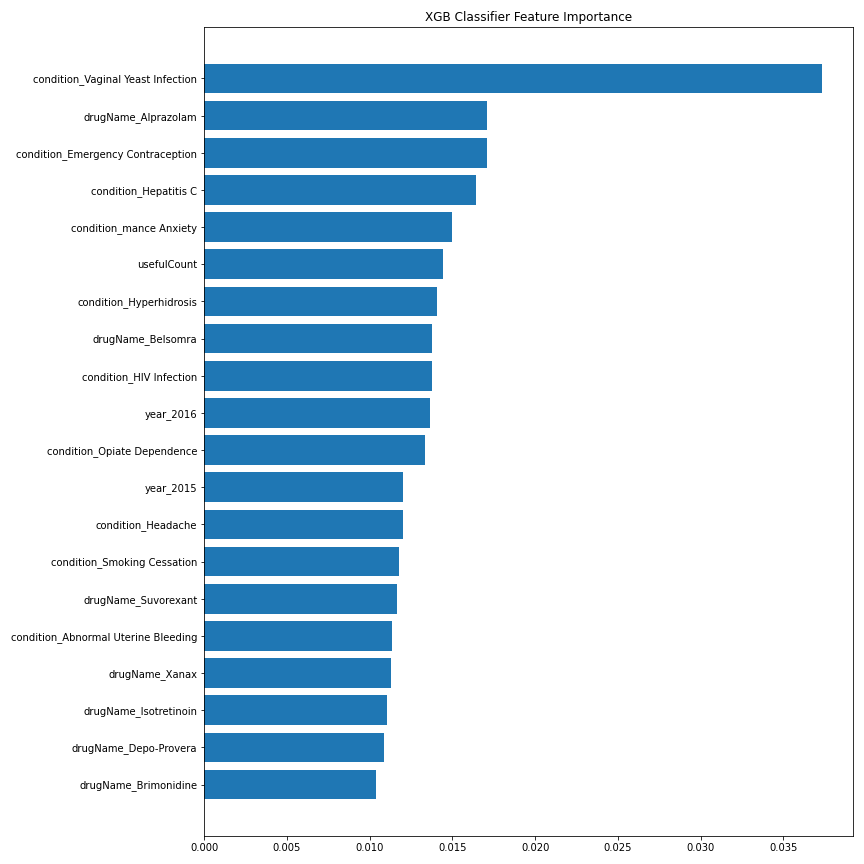 XGB Classifier Feature Importance
condition_Vaginal Yeast Infection
drugName_Alprazolam
condition_Emergency Contraception
condition_Hepatitis C
condition_mance Anxiety
usefulCount
condition_Hyperhidrosis
drugName_Belsomra
condition_HIV Infection
year_2016
condition_Opiate Dependence
year_2015
condition_Headache
condition_Smoking Cessation
drugName_Suvorexant
condition_Abnormal Uterine Bleeding
drugName_Xanax
drugName_Isotretinoin
drugName_Depo-Provera
drugName_Brimonidine
0.000 0.005 0.010 0.015 0.020 0.025 0.030 0.035